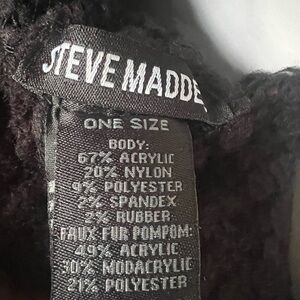 STEVE MADDE
ONE SIZE
BODY:
67% ACRYLIC
20% NYLON
9% POLYESTER
2% SPANDEX
2% RUBBER
FAUX FUR POMPOM:
49% ACRYLIC
30% MODACRYLIC
21% POLYESTER